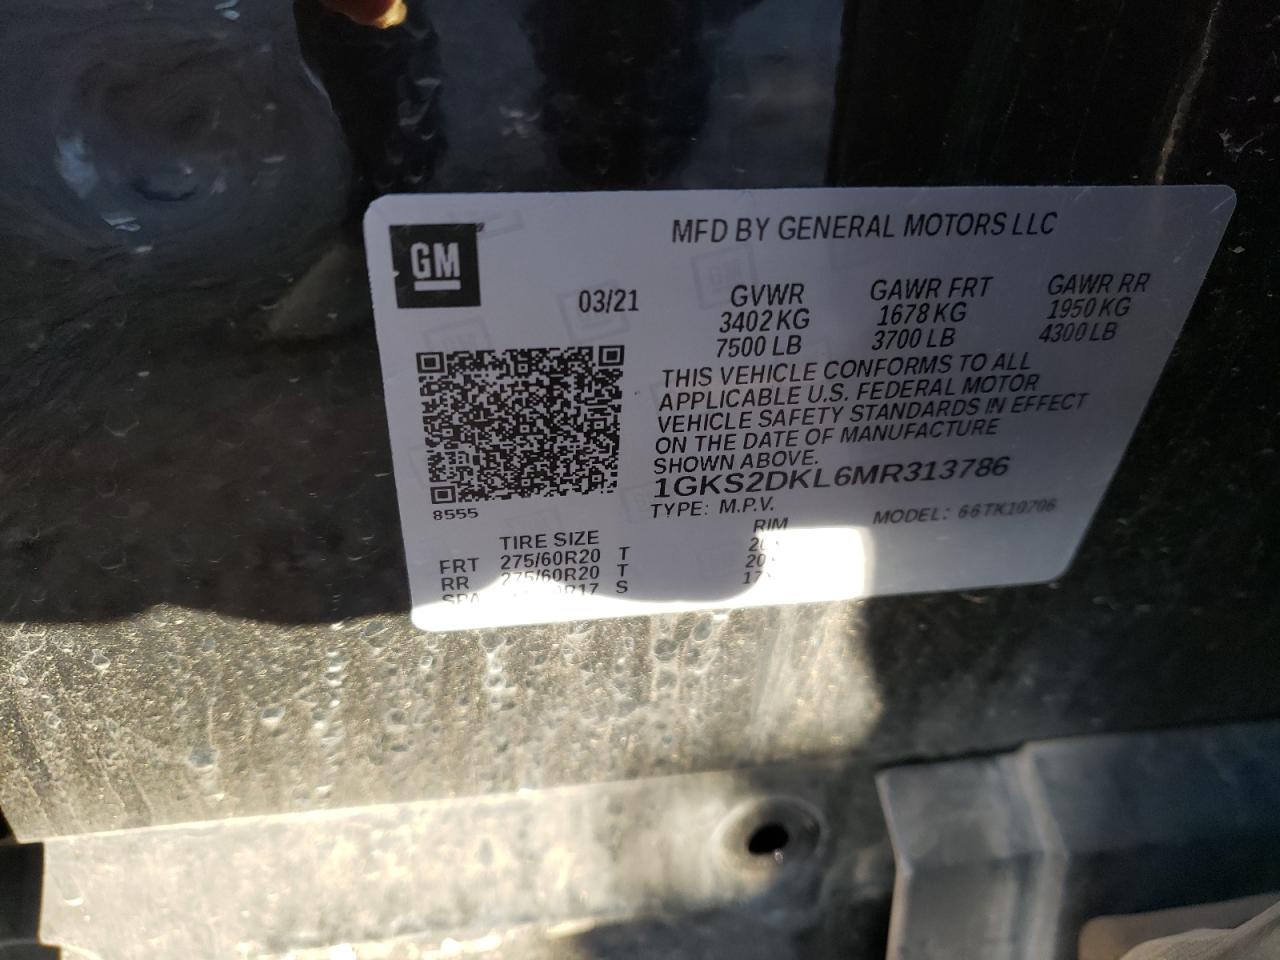 GM
MFD BY GENERAL MOTORS LLC
03/21
GVWR GAWR FRT GAWR RR
3402 KG 1678 KG 1950 KG
7500 LB 3700 LB 4300 LB
THIS VEHICLE CONFORMS TO ALL
APPLICABLE U.S. FEDERAL MOTOR
VEHICLE SAFETY STANDARDS IN EFFECT
ON THE DATE OF MANUFACTURE
SHOWN ABOVE.
1GKS2DKL6MR313786
8555
TYPE: M.P.V. MODEL: 66TK10706
TIRE SIZE RIM
FRT 275/60R20 T
RR 275/60R20 T
S